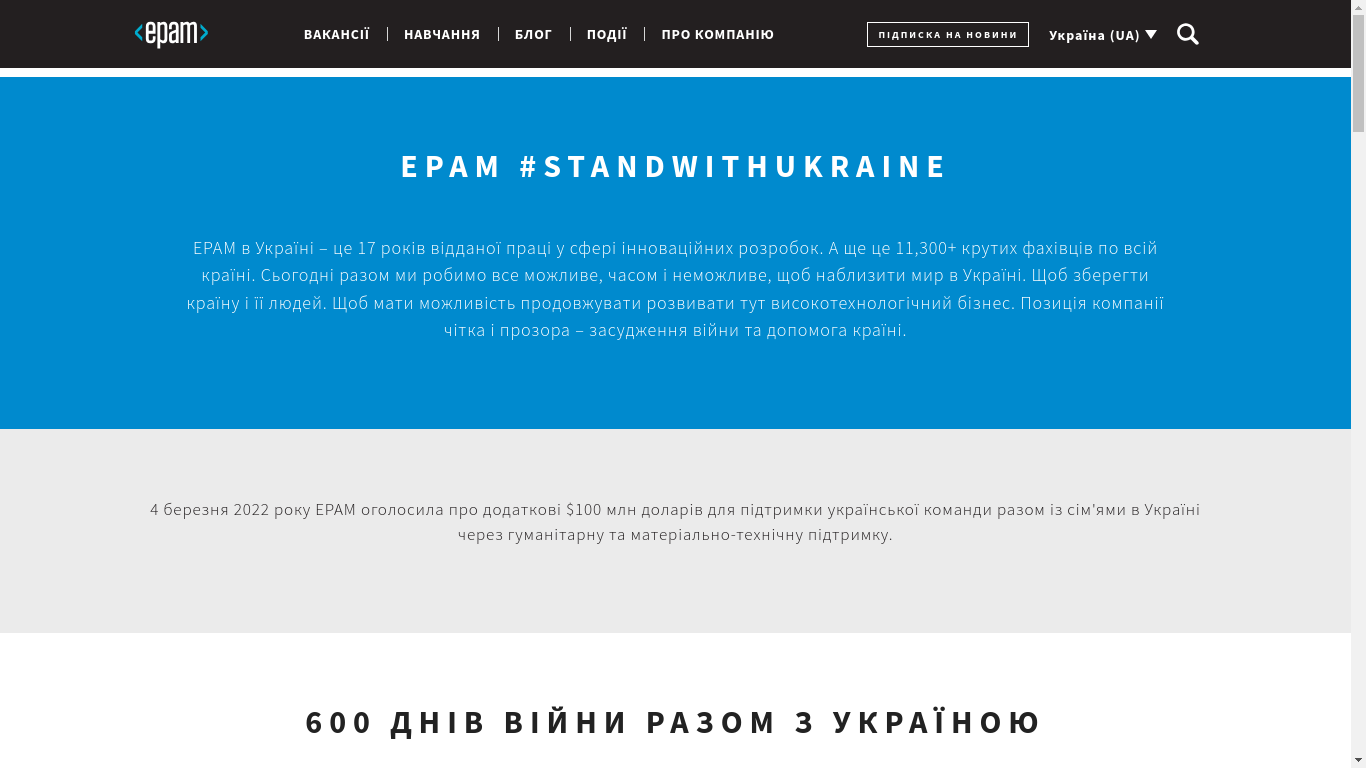 <epam>
ВАКАНСІЇ
НАВЧАННЯ
БЛОГ
ПОДІЇ
ПРО КОМПАНІЮ
ПІДПИСКА НА НОВИНИ
Україна (UA)
EPAM #STANDWITHUKRAINE
EPAM в Україні – це 17 років відданої праці у сфері інноваційних розробок. А ще це 11,300+ крутих фахівців по всій
країні. Сьогодні разом ми робимо все можливе, часом і неможливе, щоб наблизити мир в Україні. Щоб зберегти
країну і її людей. Щоб мати можливість продовжувати розвивати тут високотехнологічний бізнес. Позиція компанії
чітка і прозора – засудження війни та допомога країні.
4 березня 2022 року EPAM оголосила про додаткові $100 млн доларів для підтримки української команди разом із сім'ями в Україні
через гуманітарну та матеріально-технічну підтримку.
600 ДНІВ ВІЙНИ РАЗОМ З УКРАЇНОЮ